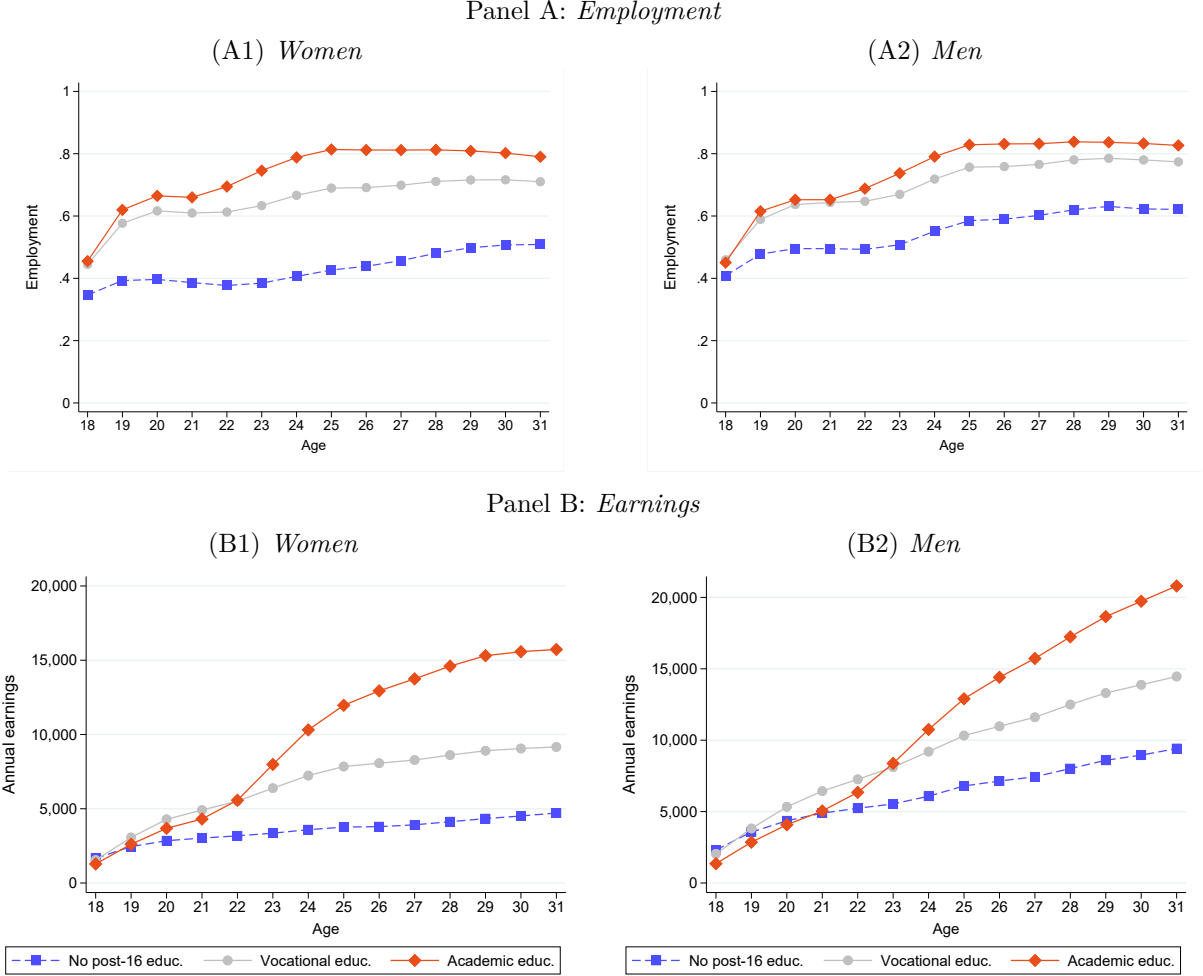 Panel A: Employment
(A1) Women
(A2) Men
1
.8
.6
.4
.2
0
Employment
18 19 20 21 22 23 24 25 26 27 28 29 30 31
Age
1
.8
.6
.4
.2
0
Employment
18 19 20 21 22 23 24 25 26 27 28 29 30 31
Age
Panel B: Earnings
(B1) Women
(B2) Men
20,000
15,000
10,000
5,000
0
Annual earnings
18 19 20 21 22 23 24 25 26 27 28 29 30 31
Age
No post-16 educ. Vocational educ. Academic educ.
20,000
15,000
10,000
5,000
0
Annual earnings
18 19 20 21 22 23 24 25 26 27 28 29 30 31
Age
No post-16 educ. Vocational educ. Academic educ.